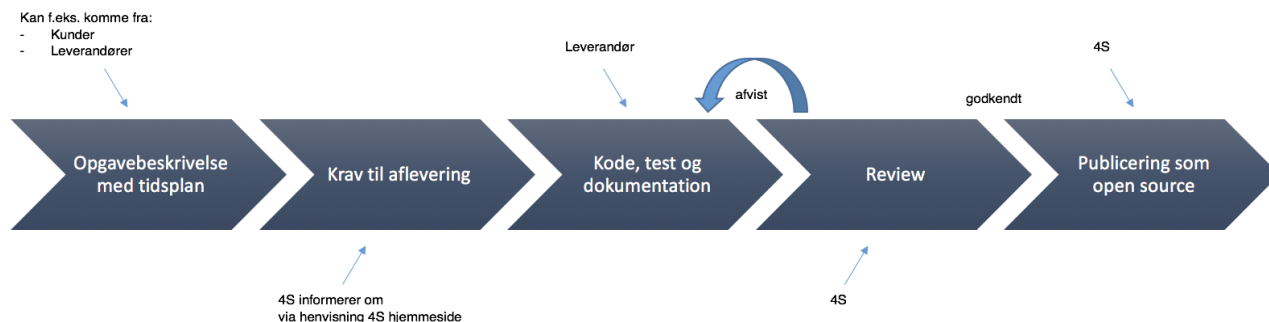 Kan f.eks. komme fra:
- Kunder
- Leverandører
Leverandør
4S
afvist
godkendt
Opgavebeskrivelse
med tidsplan
Krav til aflevering
Kode, test og
dokumentation
Review
Publicering som
open source
4S informerer om
via henvisning 4S hjemmeside
4S